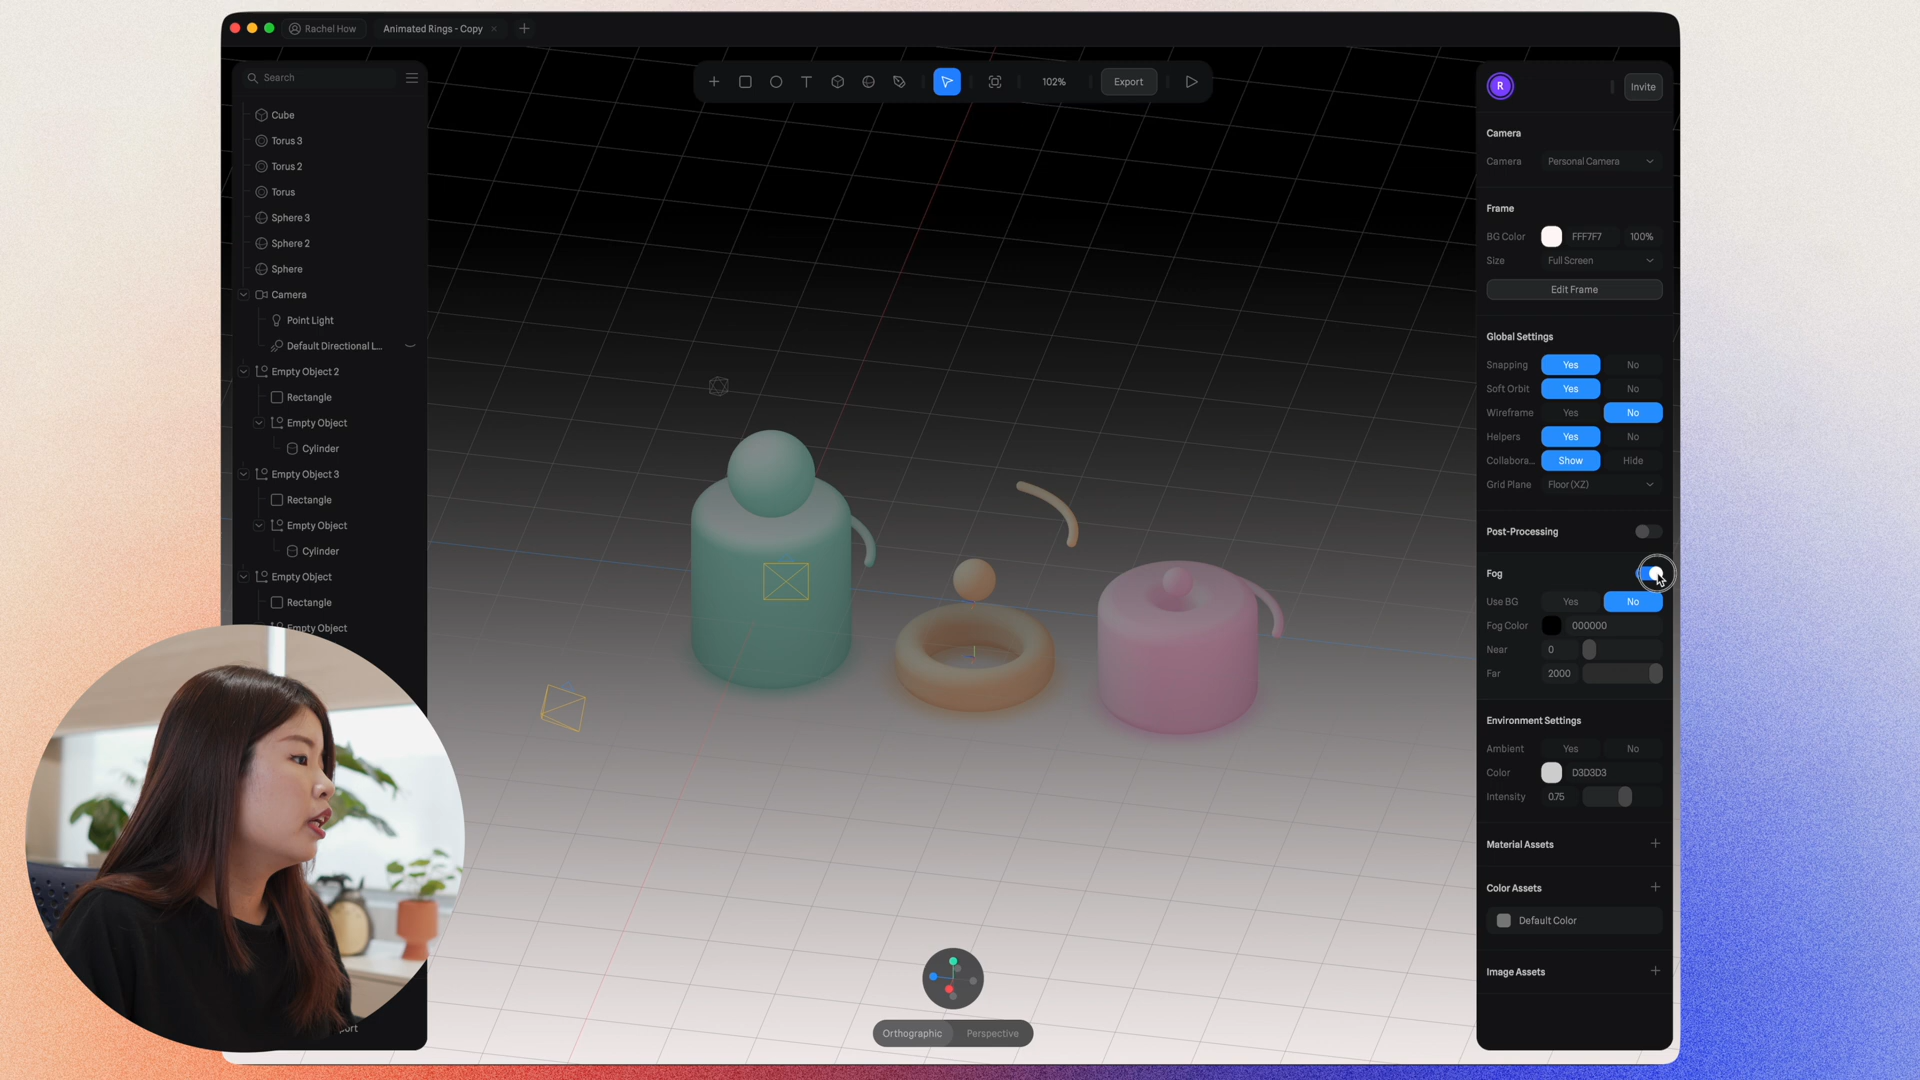 Rachel How
Animated Rings - Copy
Search
Cube
Torus 3
Torus 2
Torus
Sphere 3
Sphere 2
Sphere
Camera
Point Light
Default Directional L...
Empty Object 2
Rectangle
Empty Object
Cylinder
Empty Object 3
Rectangle
Empty Object
Cylinder
Empty Object
Rectangle
Empty Object
102%
Export
Orthographic
Perspective
R
Invite
Camera
Camera Personal Camera
Frame
BG Color FFF7F7 100%
Size Full Screen
Edit Frame
Global Settings
Snapping Yes No
Soft Orbit Yes No
Wireframe Yes No
Helpers Yes No
Collabora... Show Hide
Grid Plane Floor (XZ)
Post-Processing
Fog
Use BG Yes No
Fog Color 000000
Near 0
Far 2000
Environment Settings
Ambient Yes No
Color D3D3D3
Intensity 0.75
Material Assets
Color Assets
Default Color
Image Assets